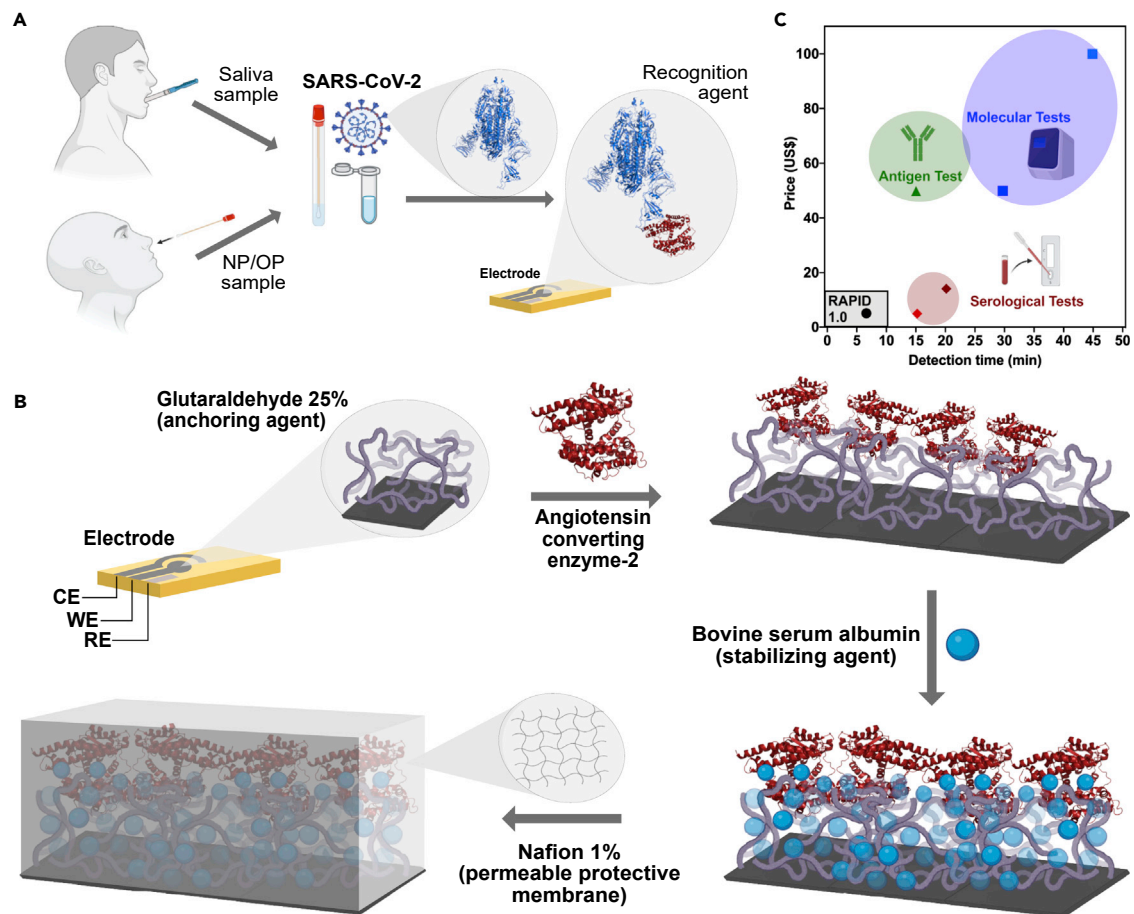 A
Saliva
sample
NP/OP
sample
SARS-CoV-2
Recognition
agent
Electrode
C
Price (US$)
100
80
60
40
20
0
Molecular Tests
Antigen Test
Serological Tests
RAPID
1.0
0 5 10 15 20 25 30 35 40 45 50
Detection time (min)
B
Glutaraldehyde 25%
(anchoring agent)
Electrode
CE
WE
RE
Angiotensin
converting
enzyme-2
Bovine serum albumin
(stabilizing agent)
Nafion 1%
(permeable protective
membrane)